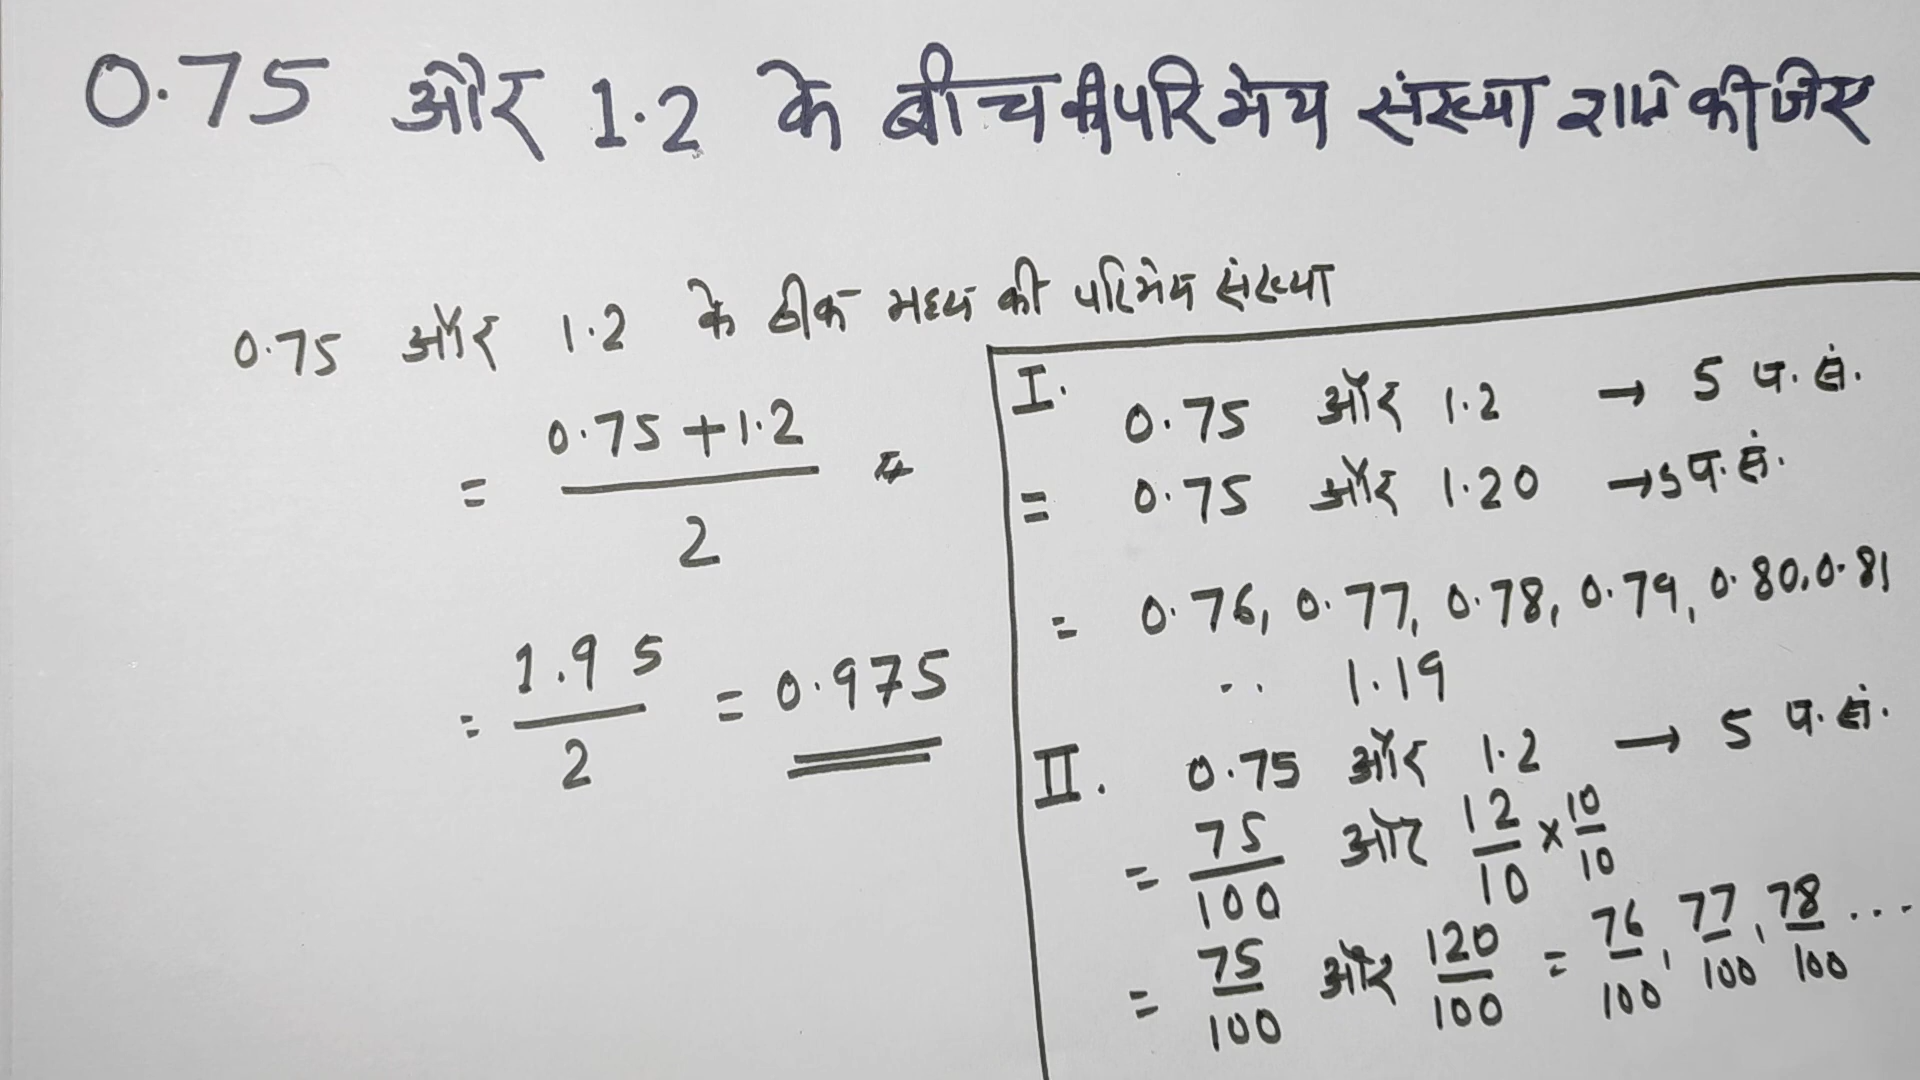 0.75 और 1.2 के बीच की परिमेय संख्या ज्ञात कीजिए
0.75 और 1.2 के ठीक मध्य की परिमेय संख्या
= (0.75 + 1.2)/2 =
= 1.95/2 = 0.975
I. 0.75 और 1.2 → 5 प. सं.
= 0.75 और 1.20 → 5 प. सं.
= 0.76, 0.77, 0.78, 0.79, 0.80, 0.81
.. 1.19
II. 0.75 और 1.2 → 5 प. सं.
= 75/100 और 12/10 × 10/10
= 75/100 और 120/100 = 76/100, 77/100, 78/100 ...